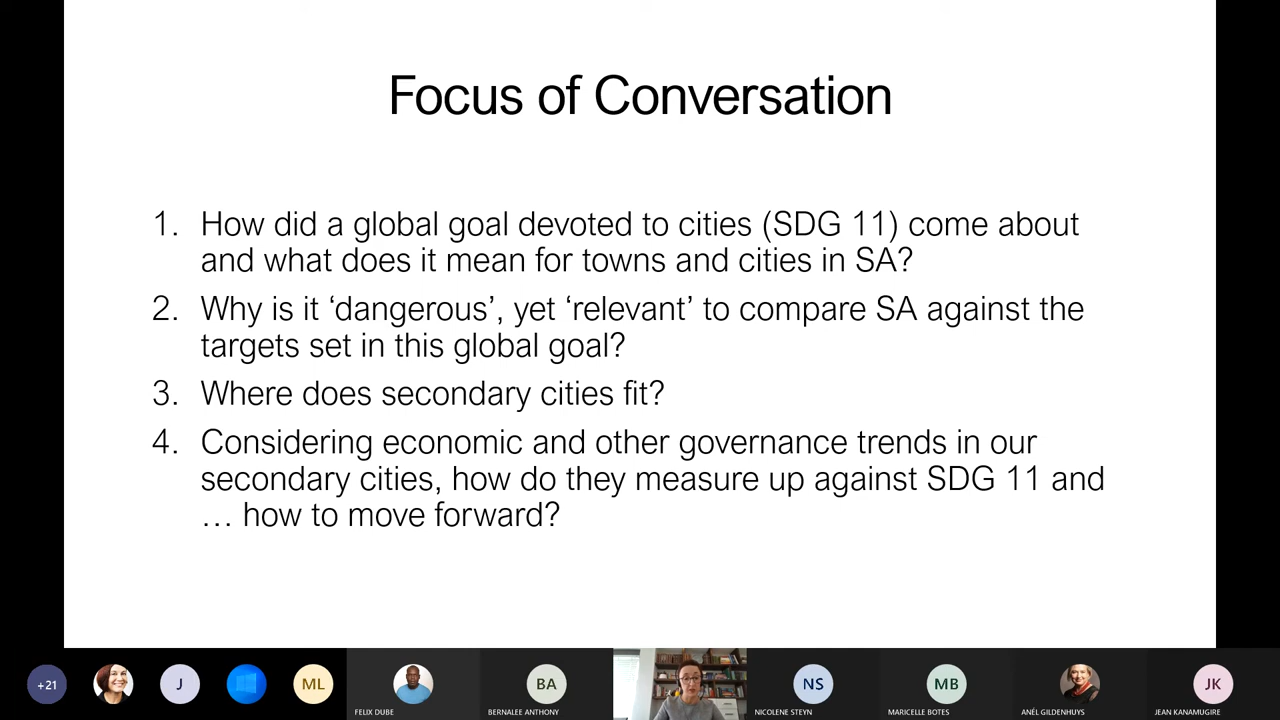 Focus of Conversation
1. How did a global goal devoted to cities (SDG 11) come about
and what does it mean for towns and cities in SA?
2. Why is it ‘dangerous’, yet ‘relevant’ to compare SA against the
targets set in this global goal?
3. Where does secondary cities fit?
4. Considering economic and other governance trends in our
secondary cities, how do they measure up against SDG 11 and
… how to move forward?
+21
J
ML
BA
NS
MB
JK
FELIX DUBE
BERNALEE ANTHONY
NICOLENE STEYN
MARICELLE BOTES
ANÉL GILDENHUYS
JEAN KANAMUGIRE